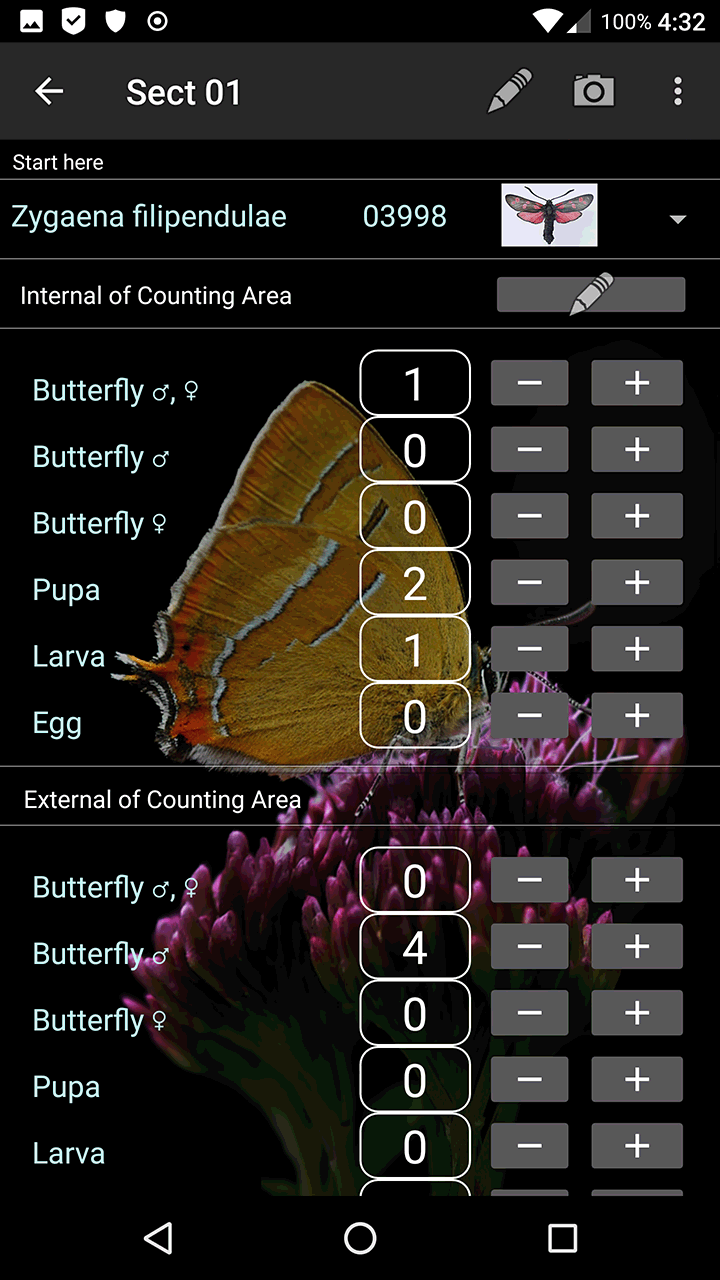 100% 4:32
Sect 01
Start here
Zygaena filipendulae 03998
Internal of Counting Area
Butterfly ♂, ♀ 1 − +
Butterfly ♂ 0 − +
Butterfly ♀ 0 − +
Pupa 2 − +
Larva 1 − +
Egg 0 − +
External of Counting Area
Butterfly ♂, ♀ 0 − +
Butterfly ♂ 4 − +
Butterfly ♀ 0 − +
Pupa 0 − +
Larva 0 − +